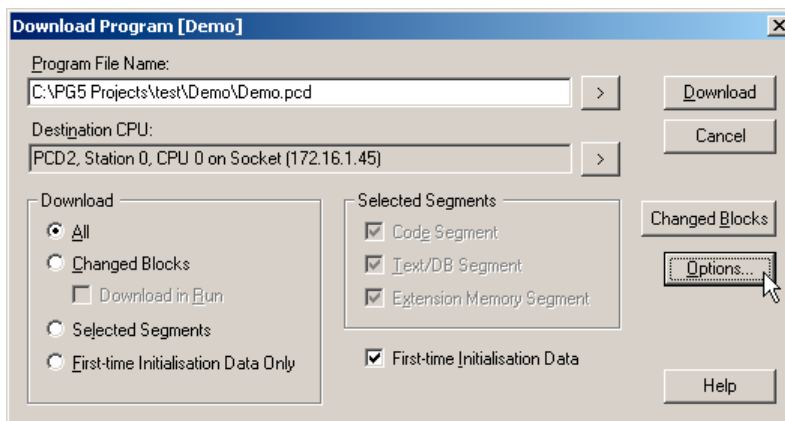 Download Program [Demo]
Program File Name:
C:\PG5 Projects\test\Demo\Demo.pcd
>
Download
Destination CPU:
Cancel
PCD2, Station 0, CPU 0 on Socket (172.16.1.45)
>
Download
Selected Segments
All
Code Segment
Changed Blocks
Changed Blocks
Text/DB Segment
Options...
Download in Run
Extension Memory Segment
Selected Segments
First-time Initialisation Data Only
First-time Initialisation Data
Help